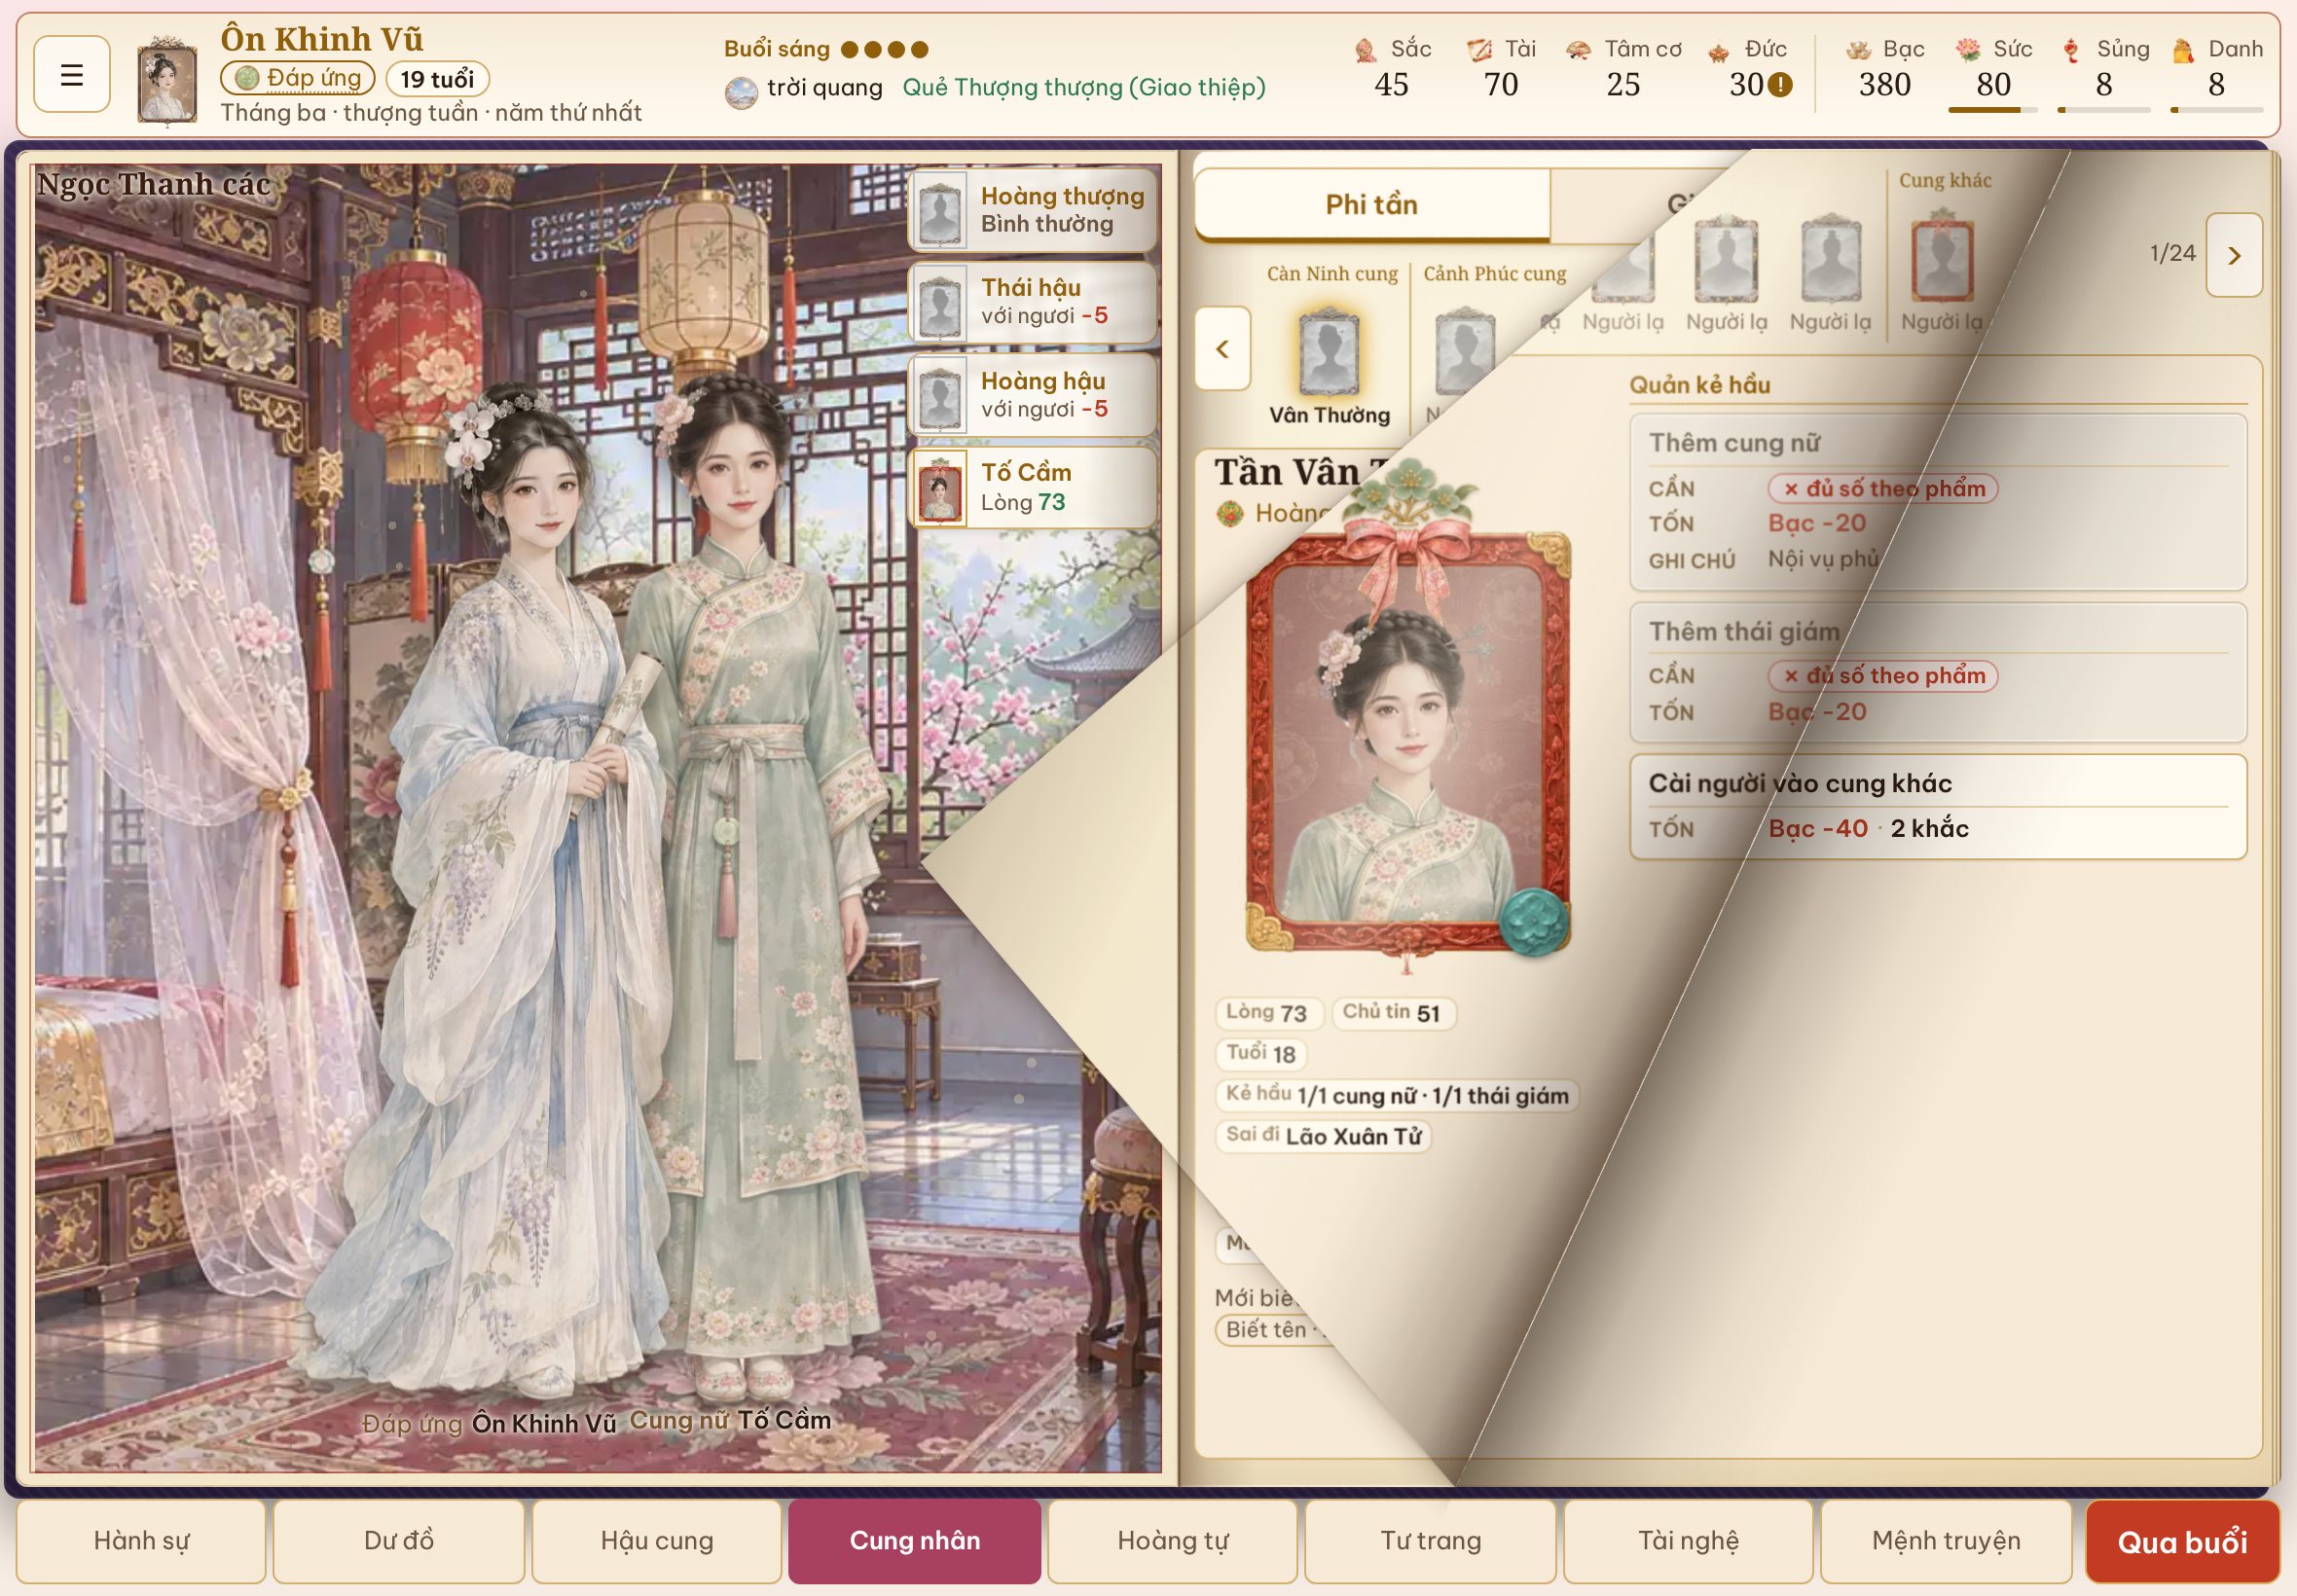 Ôn Khinh Vũ
Đáp ứng 19 tuổi
Tháng ba · thượng tuần · năm thứ nhất
Buổi sáng
trời quang Quẻ Thượng thượng (Giao thiệp)
Sắc Tài Tâm cơ Đức Bạc Sức Sủng Danh
45 70 25 30 380 80 8 8
Ngọc Thanh các
Hoàng thượng
Bình thường
Thái hậu
với ngươi -5
Hoàng hậu
với ngươi -5
Tố Cầm
Lòng 73
Đáp ứng Ôn Khinh Vũ Cung nữ Tố Cầm
Phi tần
Càn Ninh cung Cảnh Phúc cung
Vân Thường
Tần Vân
Cung khác
Người lạ Người lạ Người lạ Người lạ
1/24
Lòng 73 Chủ tin 51
Tuổi 18
Kẻ hầu 1/1 cung nữ · 1/1 thái giám
Sai đi Lão Xuân Tử
Biết tên ·
Quản kẻ hầu
Thêm cung nữ
CẦN × đủ số theo phẩm
TỐN Bạc -20
GHI CHÚ Nội vụ phủ
Thêm thái giám
CẦN × đủ số theo phẩm
TỐN Bạc -20
Cài người vào cung khác
TỐN Bạc -40 · 2 khắc
Hành sự Dư đồ Hậu cung Cung nhân Hoàng tự Tư trang Tài nghệ Mệnh truyện Qua buổi